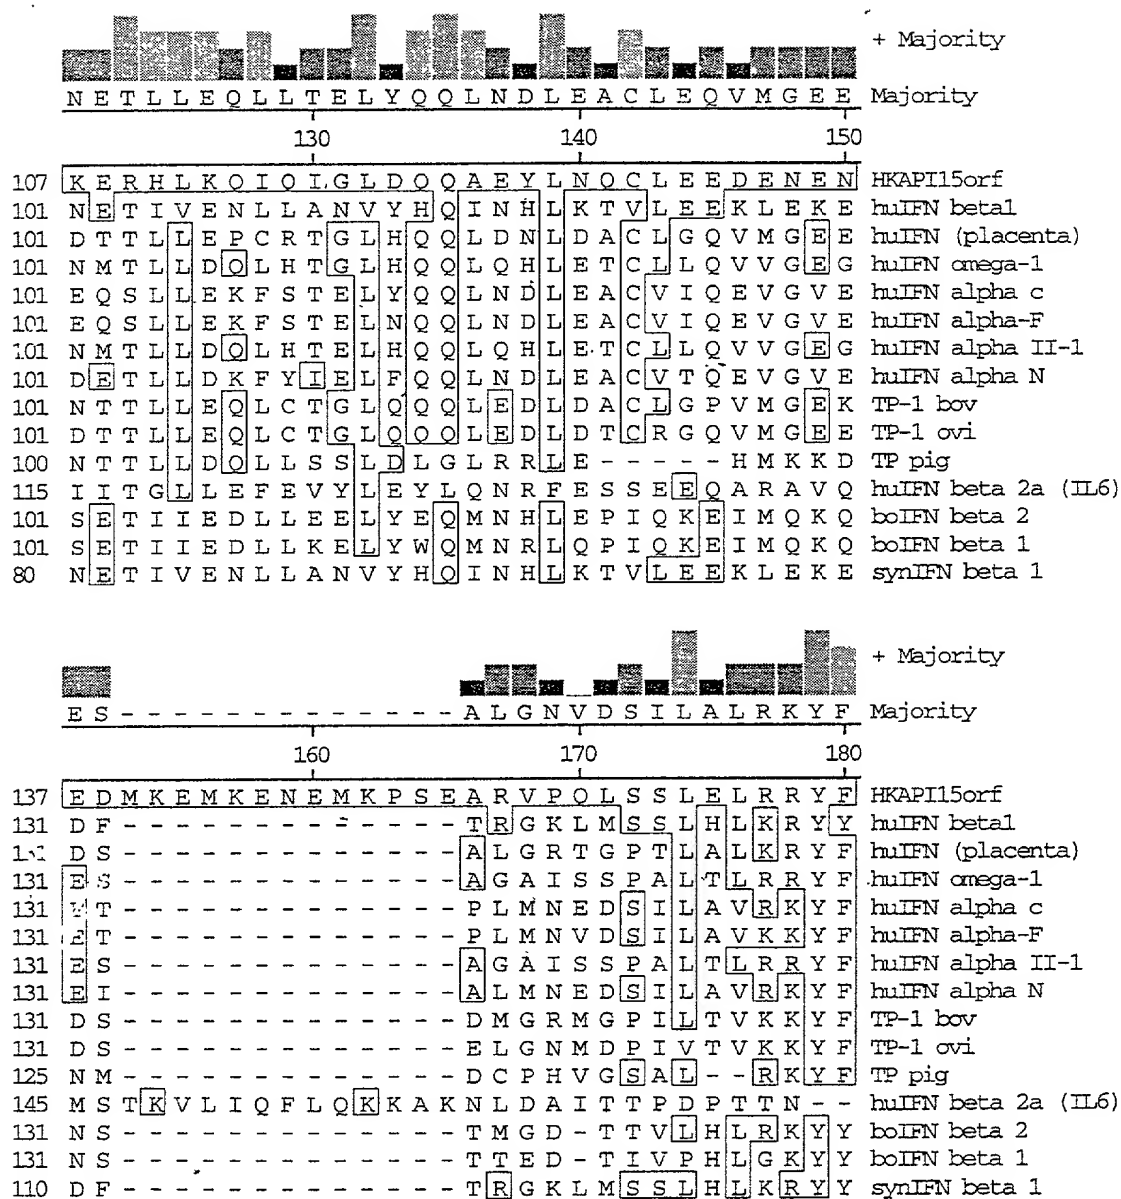 + Majority
N E T L L E Q L L T E L Y Q Q L N D L E A C L E Q V M G E E Majority
130 140 150
107 K E R H L K Q I Q I G L D Q Q A E Y L N Q C L E E D E N E N HKAPI15orf
101 N E T I V E N L L A N V Y H Q I N H L K T V L E E K L E K E huIFN beta1
101 D T T L L E P C R T G L H Q Q L D N L D A C L G Q V M G E E huIFN (placenta)
101 N M T L L D Q L H T G L H Q Q L Q H L E T C L L Q V V G E G huIFN omega-1
101 E Q S L L E K F S T E L Y Q Q L N D L E A C V I Q E V G V E huIFN alpha c
101 E Q S L L E K F S T E L N Q Q L N D L E A C V I Q E V G V E huIFN alpha-F
101 N M T L L D Q L H T E L H Q Q L Q H L E T C L L Q V V G E G huIFN alpha II-1
101 D E T L L D K F Y I E L F Q Q L N D L E A C V T Q E V G V E huIFN alpha N
101 N T T L L E Q L C T G L Q Q Q L E D L D A C L G P V M G E K TP-1 bov
101 D T T L L E Q L C T G L Q Q Q L E D L D T C R G Q V M G E E TP-1 ovi
100 N T T L L D Q L L S S L D L G L R R L E - - - - - H M K K D TP pig
115 I I T G L L E F E V Y L E Y L Q N R F E S S E E Q A R A V Q huIFN beta 2a (IL6)
101 S E T I I E D L L E E L Y E Q M N H L E P I Q K E I M Q K Q boIFN beta 2
101 S E T I I E D L L K E L Y W Q M N R L Q P I Q K E I M Q K Q boIFN beta 1
80 N E T I V E N L L A N V Y H Q I N H L K T V L E E K L E K E synIFN beta 1
+ Majority
E S - - - - - - - - - - - - - A L G N V D S I L A L R K Y F Majority
160 170 180
137 E D M K E M K E N E M K P S E A R V P Q L S S L E L R R Y F HKAPI15orf
131 D F - - - - - - - - - - - - - T R G K L M S S L H L K R Y Y huIFN beta1
D S - - - - - - - - - - - - - A L G R T G P T L A L K R Y F huIFN (placenta)
131 E S - - - - - - - - - - - - - A G A I S S P A L T L R R Y F huIFN omega-1
131 T - - - - - - - - - - - - - P L M N E D S I L A V R K Y F huIFN alpha c
131 E T - - - - - - - - - - - - - P L M N V D S I L A V K K Y F huIFN alpha-F
131 E S - - - - - - - - - - - - - A G A I S S P A L T L R R Y F huIFN alpha II-1
131 E I - - - - - - - - - - - - - A L M N E D S I L A V R K Y F huIFN alpha N
131 D S - - - - - - - - - - - - - D M G R M G P I L T V K K Y F TP-1 bov
131 D S - - - - - - - - - - - - - E L G N M D P I V T V K K Y F TP-1 ovi
125 N M - - - - - - - - - - - - - D C P H V G S A L - - R K Y F TP pig
145 M S T K V L I Q F L Q K K A K N L D A I T T P D P T T N - - huIFN beta 2a (IL6)
131 N S - - - - - - - - - - - - - T M G D - T T V L H L R K Y Y boIFN beta 2
131 N S - - - - - - - - - - - - - T T E D - T I V P H L G K Y Y boIFN beta 1
110 D F - - - - - - - - - - - - - T R G K L M S S L H L K R Y Y synIFN beta 1